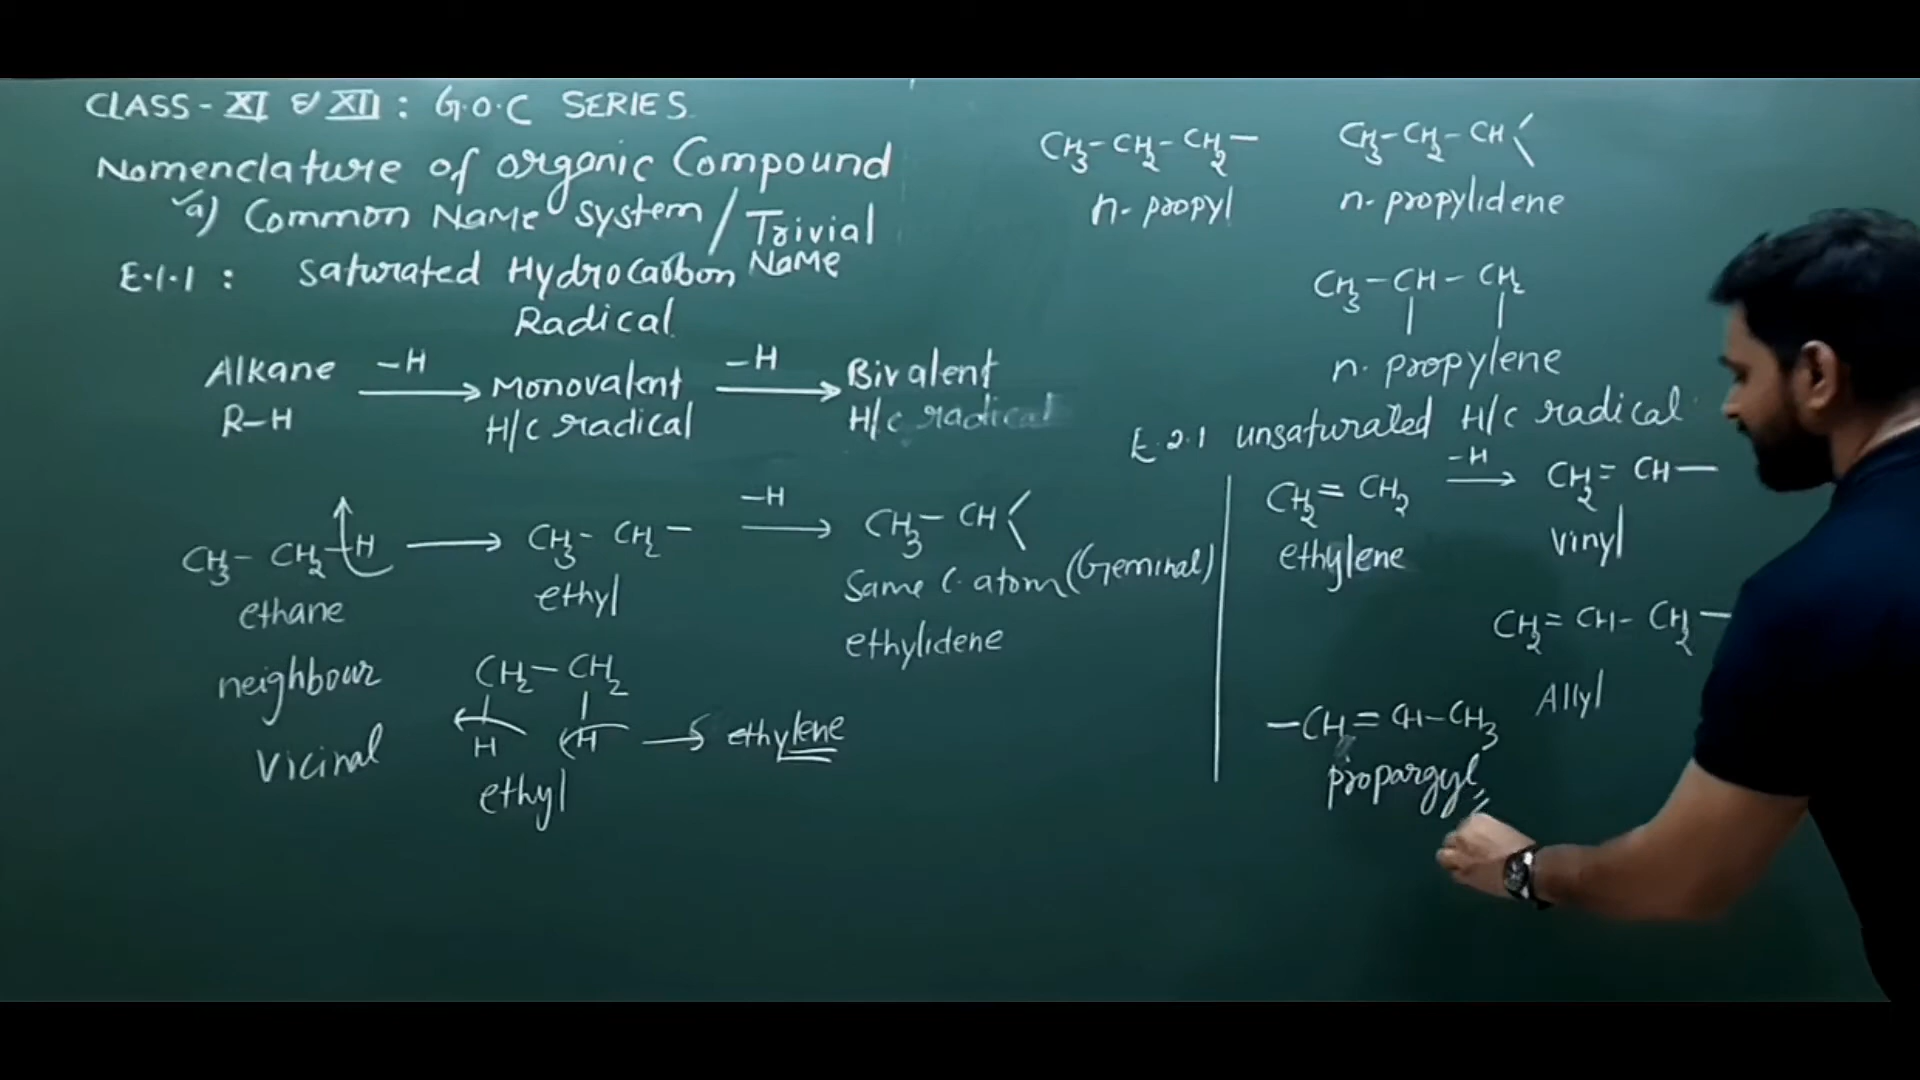 CLASS - XI & XII : G.O.C SERIES
Nomenclature of organic Compound
a) Common Name System / Trivial Name
E.1.1 : Saturated Hydrocarbon Radical
Alkane —H→ Monovalent —H→ Bivalent
R-H H/C radical H/C radical
CH3- CH2-H → CH3- CH2- —H→ CH3- CH<
ethane ethyl Same C-atom (Geminal)
ethylidene
neighbour CH2-CH2
Vicinal H H → ethylene
ethyl
CH3-CH2-CH2- CH3-CH2-CH<
n-propyl n-propylidene
CH3-CH-CH2
n-propylene
E.2.1 unsaturated H/C radical
CH2=CH2 —H→ CH2=CH-
ethylene vinyl
CH2=CH-CH2-
Allyl
-CH=CH-CH3
propargyl